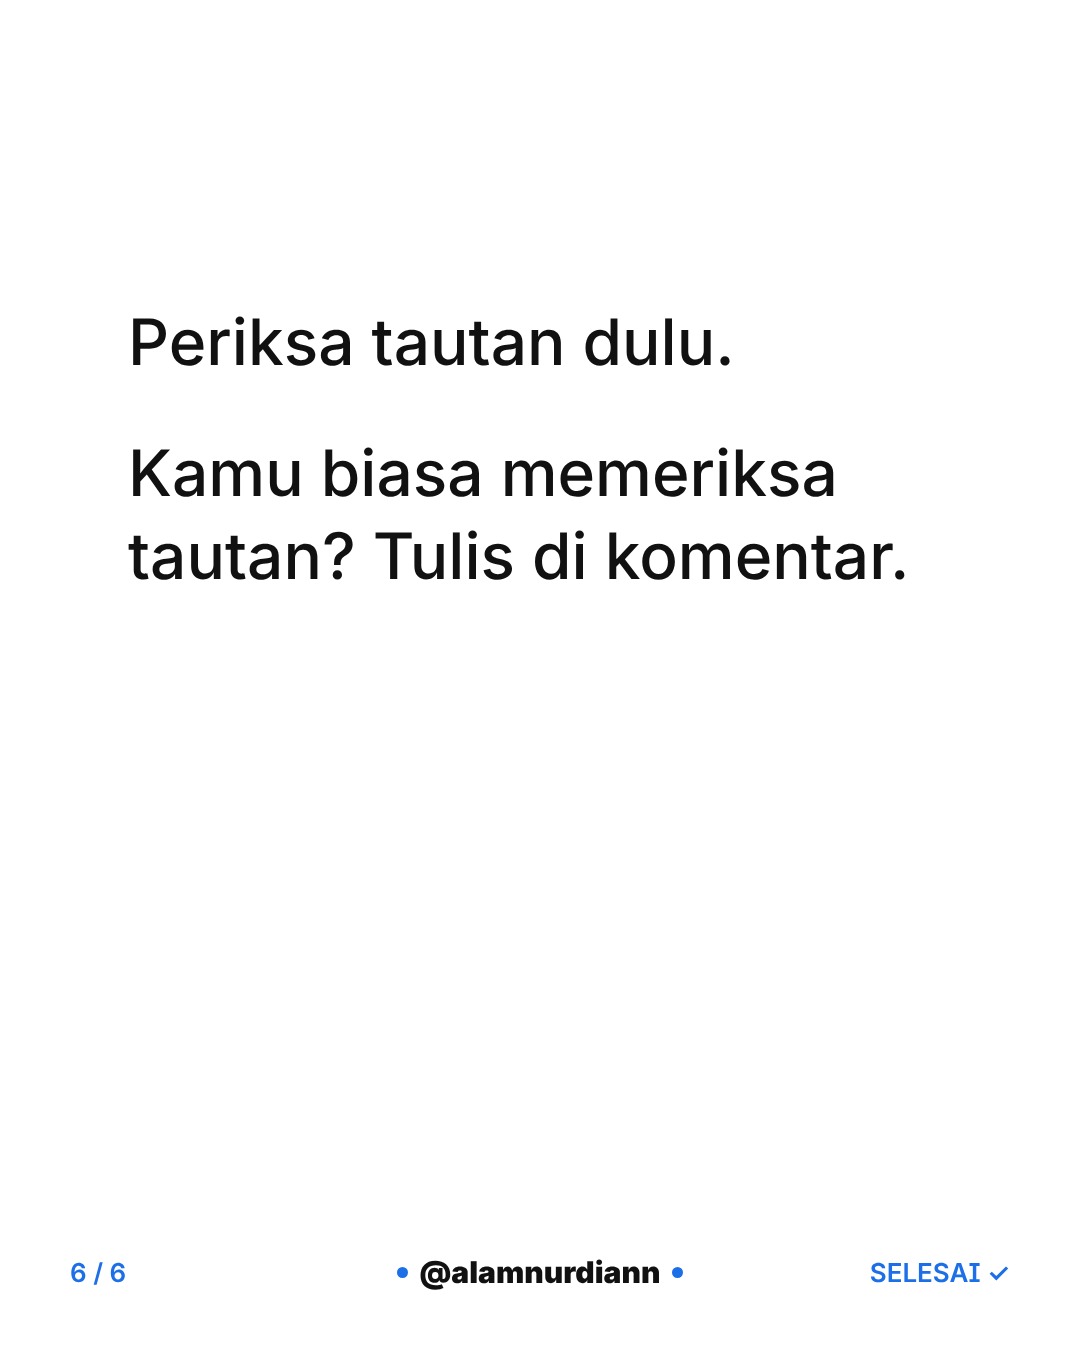 Periksa tautan dulu.
Kamu biasa memeriksa
tautan? Tulis di komentar.
6 / 6
• @alamnurdiann •
SELESAI ✓